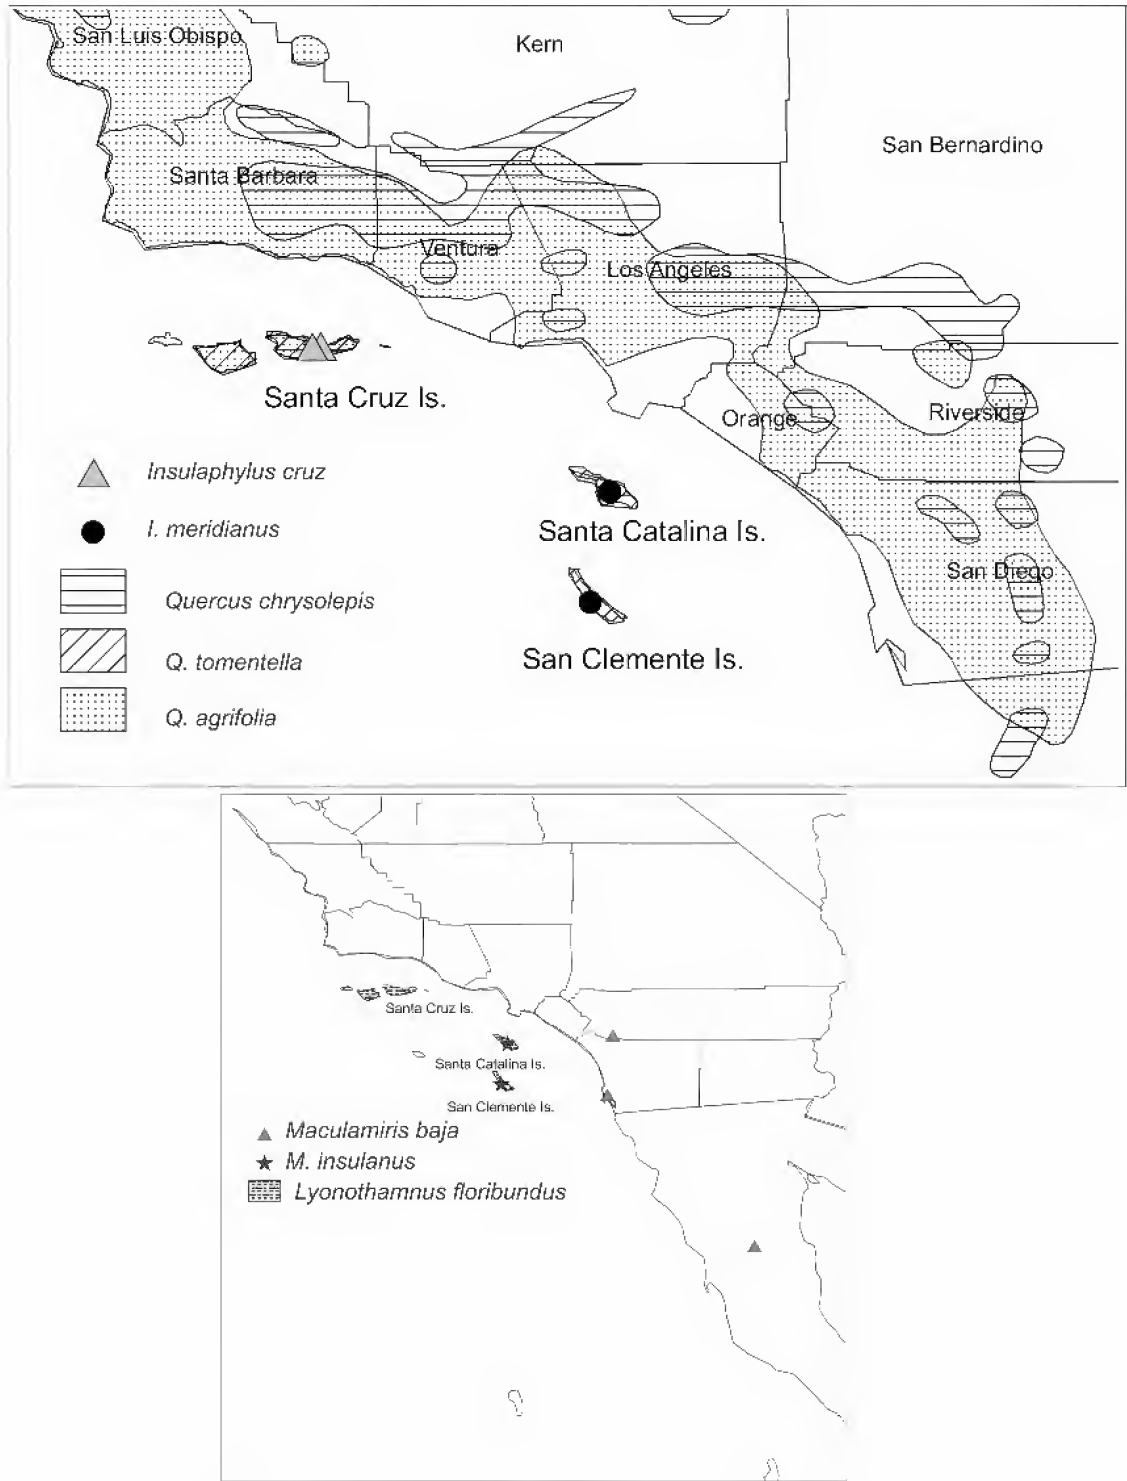 San Luis Obispo
Kern
San Bernardino
Santa Barbara
Ventura
Los Angeles
Santa Cruz Is.
Orange
Riverside
Insulaphylus cruz
I. meridianus
Santa Catalina Is.
San Diego
Quercus chrysolepis
Q. tomentella
San Clemente Is.
Q. agrifolia
Santa Cruz Is.
Santa Catalina Is.
San Clemente Is.
Maculamiris baja
M. insulanus
Lyonothamnus floribundus